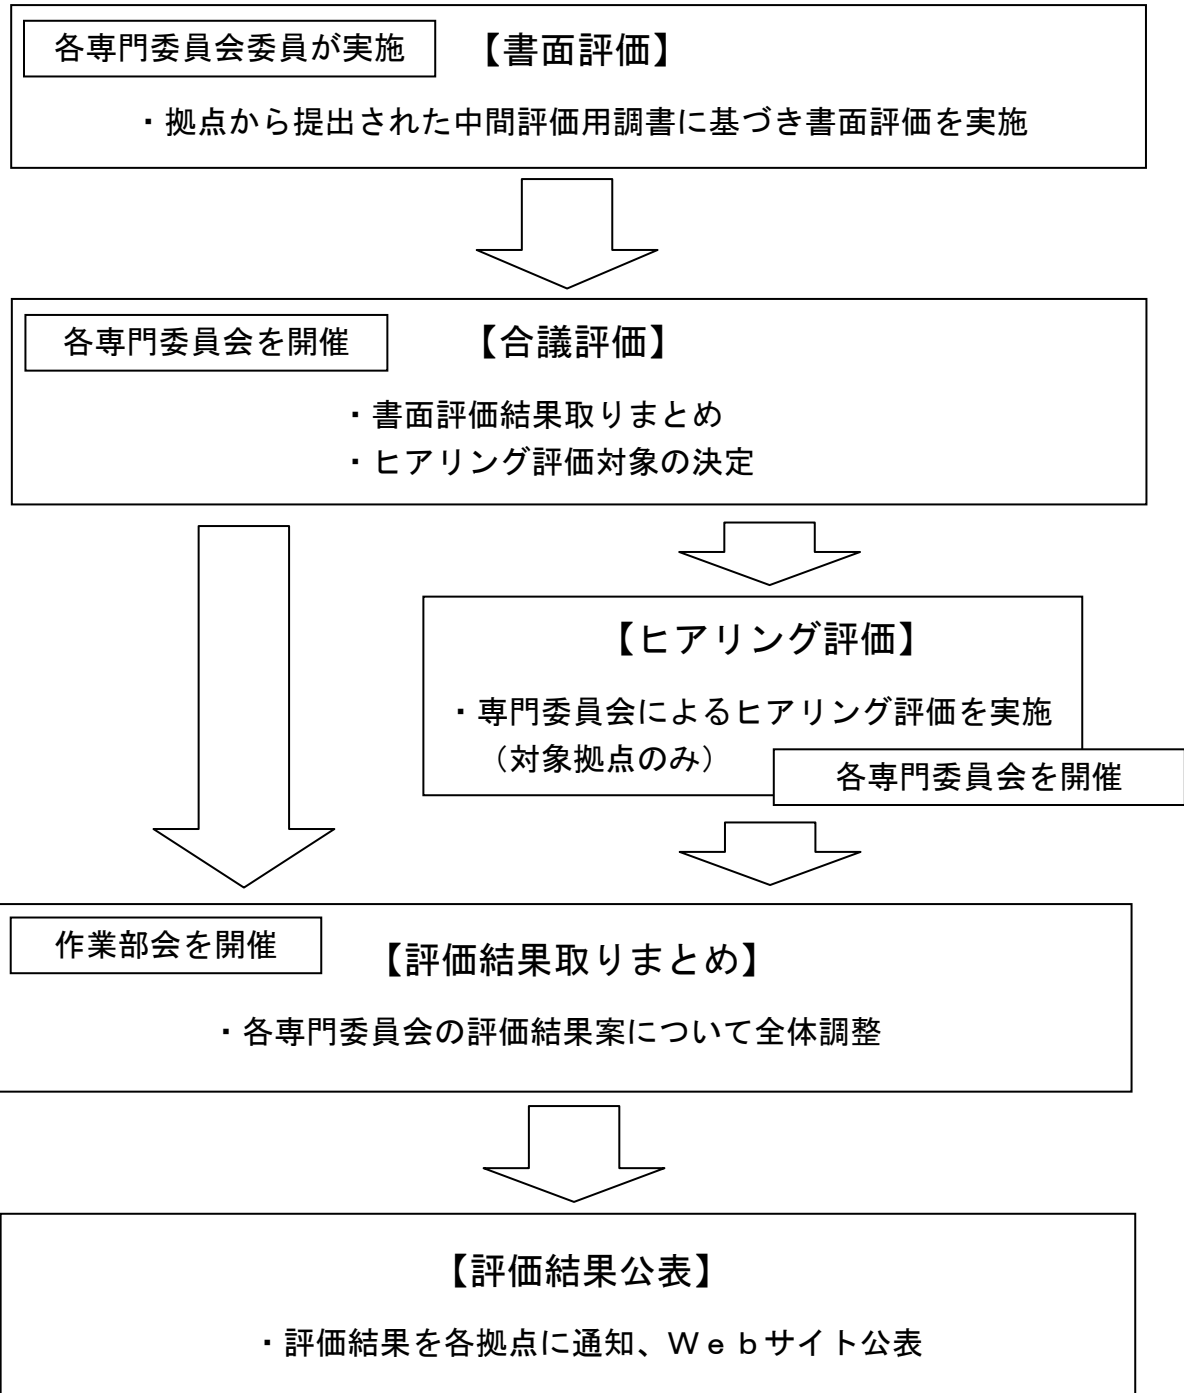 各専門委員会委員が実施
【書面評価】
・拠点から提出された中間評価用調書に基づき書面評価を実施
各専門委員会を開催
【合議評価】
・書面評価結果取りまとめ
・ヒアリング評価対象の決定
【ヒアリング評価】
・専門委員会によるヒアリング評価を実施
（対象拠点のみ）
各専門委員会を開催
作業部会を開催
【評価結果取りまとめ】
・各専門委員会の評価結果案について全体調整
【評価結果公表】
・評価結果を各拠点に通知、Ｗｅｂサイト公表